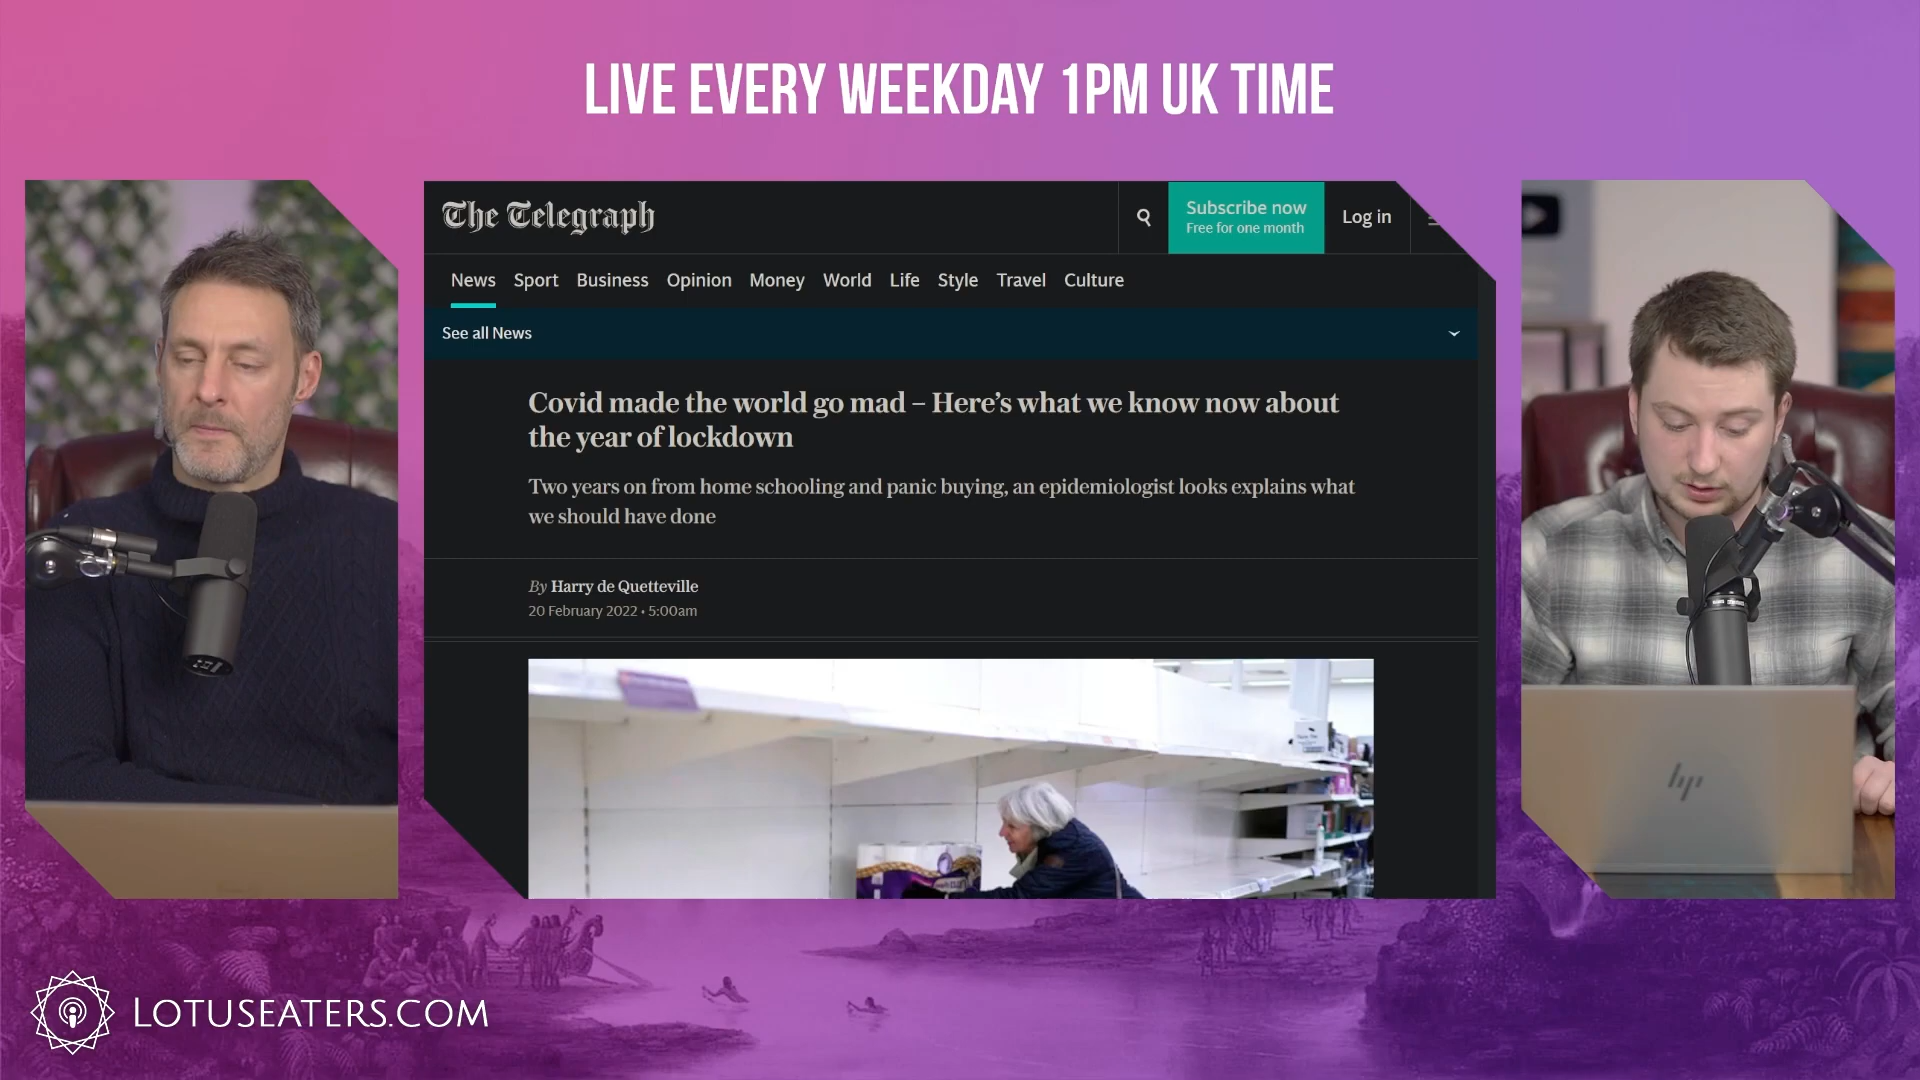 LIVE EVERY WEEKDAY 1PM UK TIME
The Telegraph
Subscribe now
Free for one month
Log in
News Sport Business Opinion Money World Life Style Travel Culture
See all News
Covid made the world go mad – Here's what we know now about
the year of lockdown
Two years on from home schooling and panic buying, an epidemiologist looks explains what
we should have done
By Harry de Quetteville
20 February 2022 • 5:00am
hp
LOTUSEATERS.COM